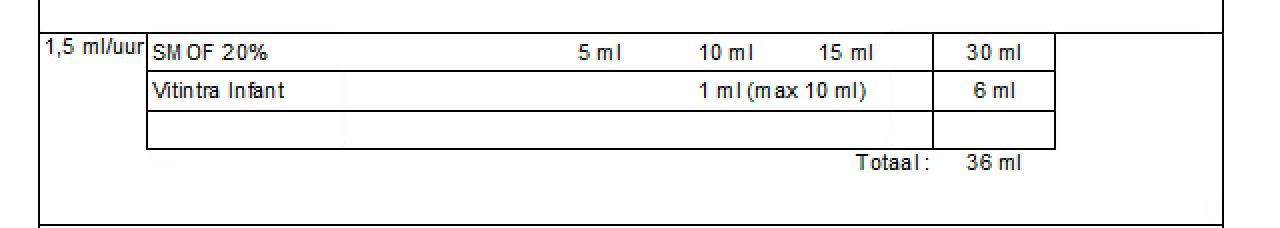 1,5 ml/uur SMOF 20% 5 ml 10 ml 15 ml 30 ml
Vitintra Infant 1 ml (max 10 ml) 6 ml
Totaal : 36 ml